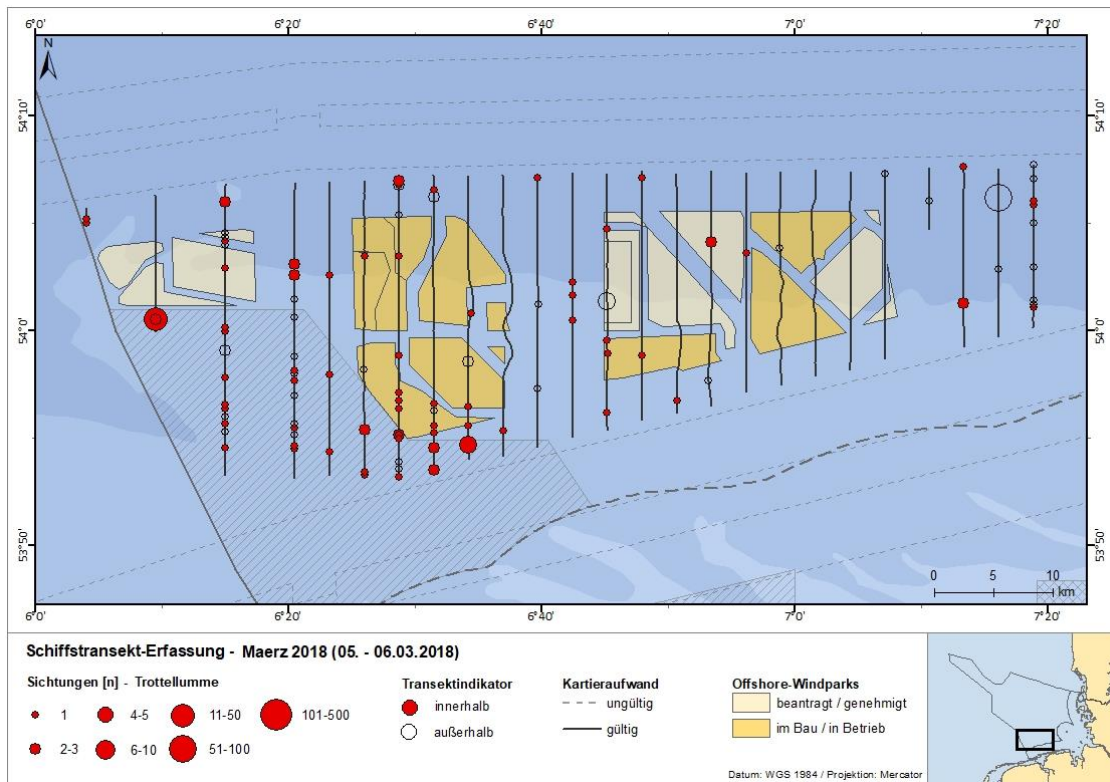 6°0' 6°20' 6°40' 7°0' 7°20'
N
54°10' 54°10'
54°0' 54°0'
53°50' 53°50'
0 5 10
km
6°0' 6°20' 6°40' 7°0' 7°20'
Schiffstransekt-Erfassung - Maerz 2018 (05. - 06.03.2018)
Sichtungen [n] - Trottellumme
1 4-5 11-50 101-500
2-3 6-10 51-100
Transektindikator
innerhalb
außerhalb
Kartieraufwand
ungültig
gültig
Offshore-Windparks
beantragt / genehmigt
im Bau / in Betrieb
Datum: WGS 1984 / Projektion: Mercator